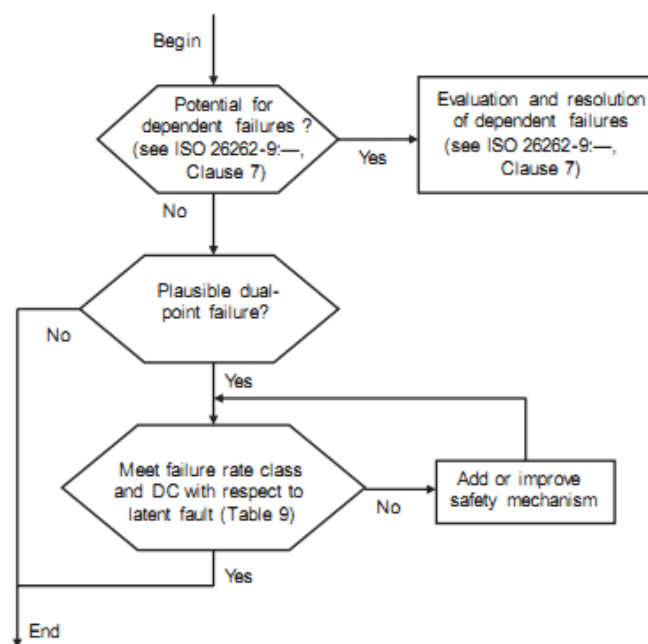 Begin
Potential for
dependent failures ?
(see ISO 26262-9:—,
Clause 7)
Yes
Evaluation and resolution
of dependent failures
(see ISO 26262-9:—,
Clause 7)
No
Plausible dual-
point failure?
No
Yes
Meet failure rate class
and DC with respect to
latent fault (Table 9)
No
Add or improve
safety mechanism
Yes
End